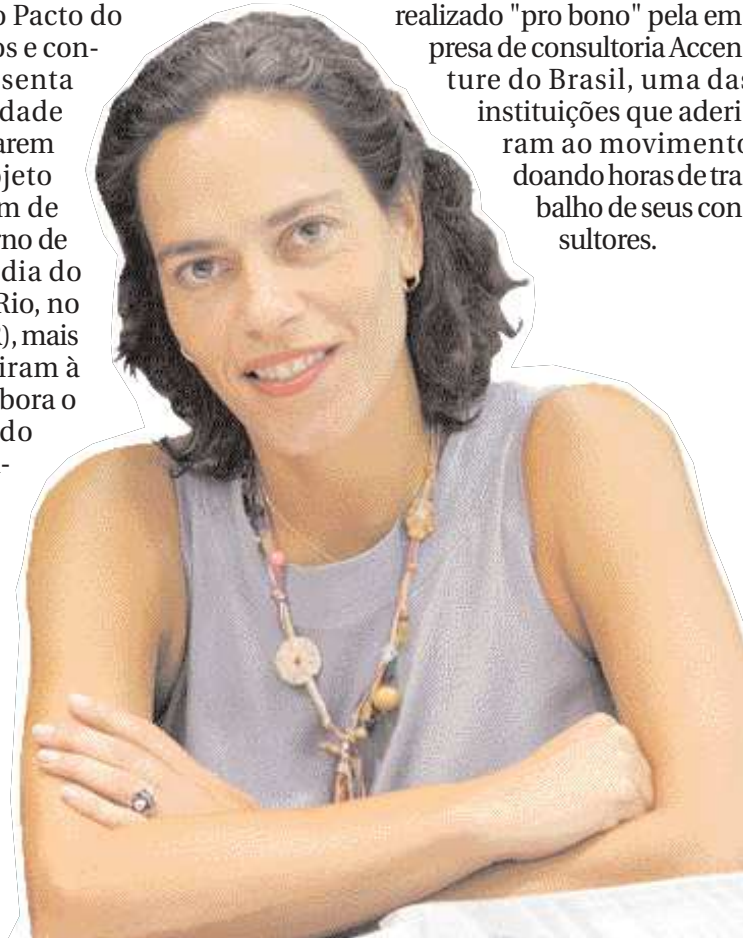 o Pacto do
os e con-
senta
dade
arem
jeto
m de
rno de
dia do
Rio, no
), mais
iram à
bora o
do
realizado "pro bono" pela em
presa de consultoria Accen
ture do Brasil, uma das
instituições que aderi
ram ao movimento
doando horas de tra
balho de seus con
sultores.